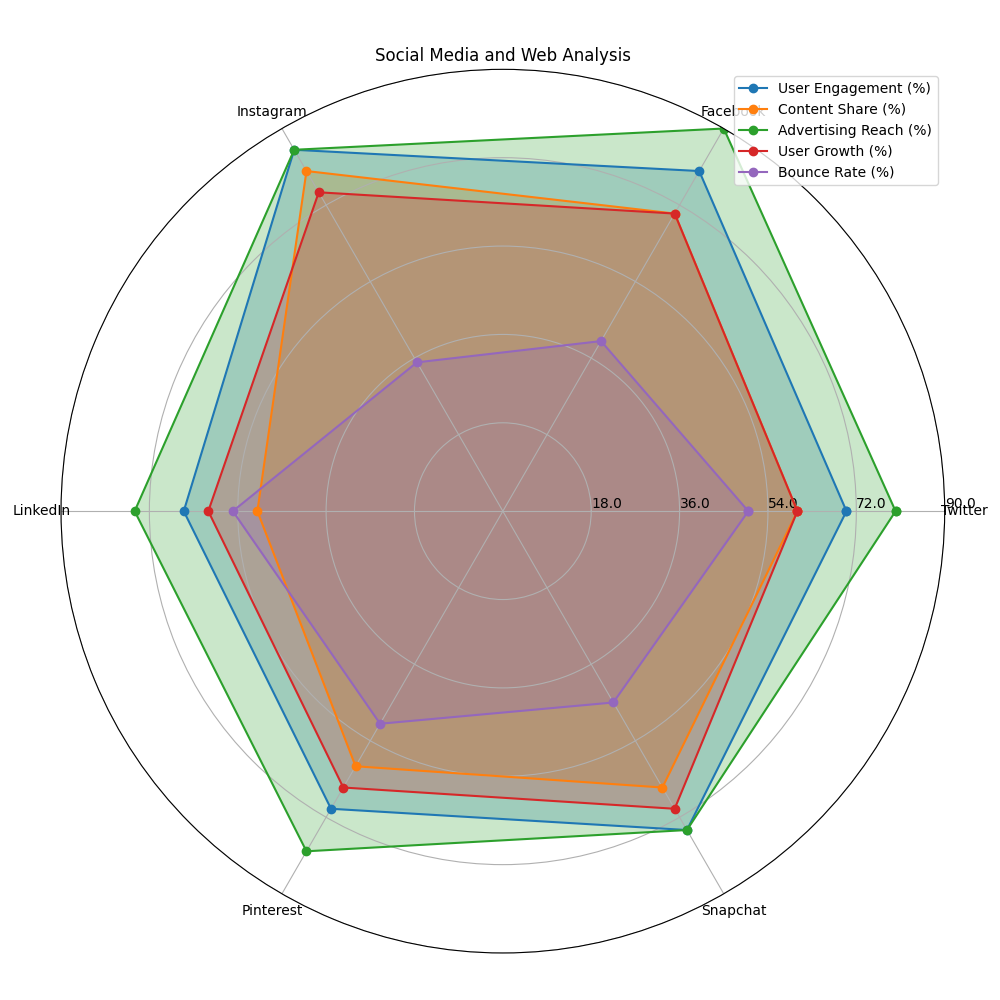 Social Media and Web Analysis
User Engagement (%)
Content Share (%)
Advertising Reach (%)
User Growth (%)
Bounce Rate (%)
Instagram
Facebook
LinkedIn
18.0
36.0
54.0
72.0
90.0
Twitter
Pinterest
Snapchat